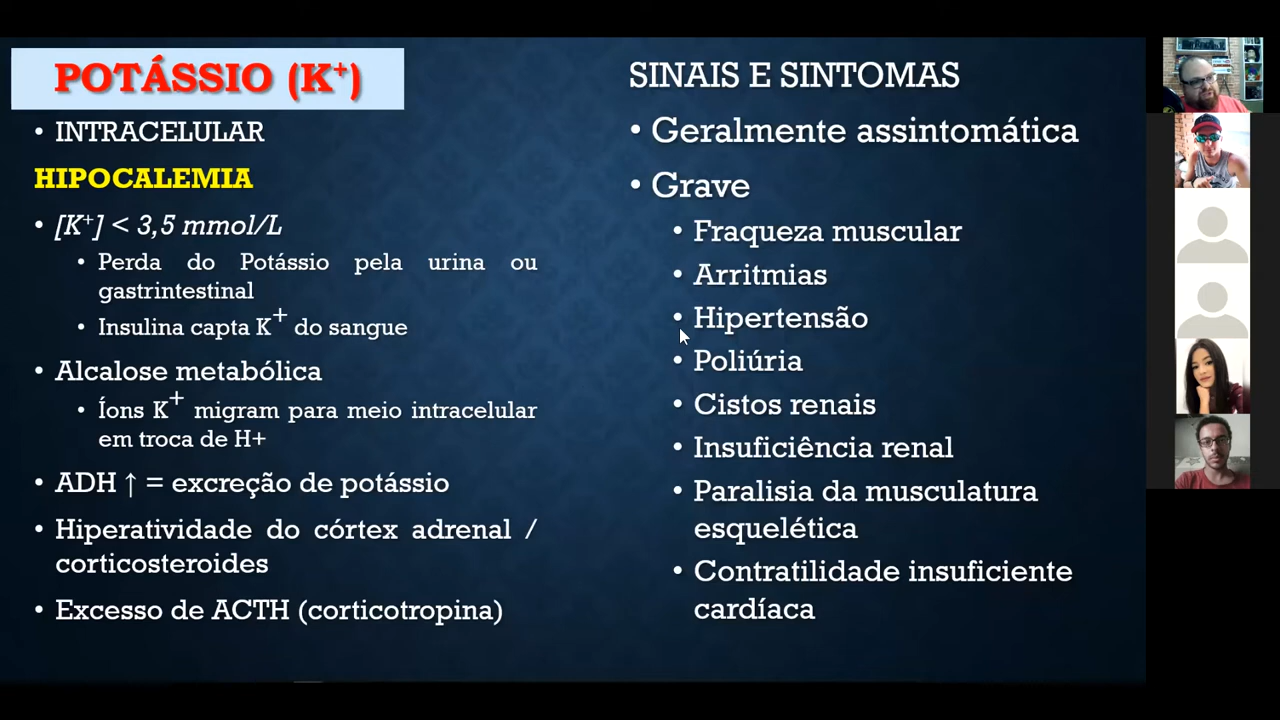 POTÁSSIO (K⁺)
• INTRACELULAR
HIPOCALEMIA
• [K⁺] < 3,5 mmol/L
• Perda do Potássio pela urina ou
gastrintestinal
• Insulina capta K⁺ do sangue
• Alcalose metabólica
• Íons K⁺ migram para meio intracelular
em troca de H+
• ADH ↑ = excreção de potássio
• Hiperatividade do córtex adrenal /
corticosteroides
• Excesso de ACTH (corticotropina)
SINAIS E SINTOMAS
• Geralmente assintomática
• Grave
• Fraqueza muscular
• Arritmias
• Hipertensão
• Poliúria
• Cistos renais
• Insuficiência renal
• Paralisia da musculatura
esquelética
• Contratilidade insuficiente
cardíaca